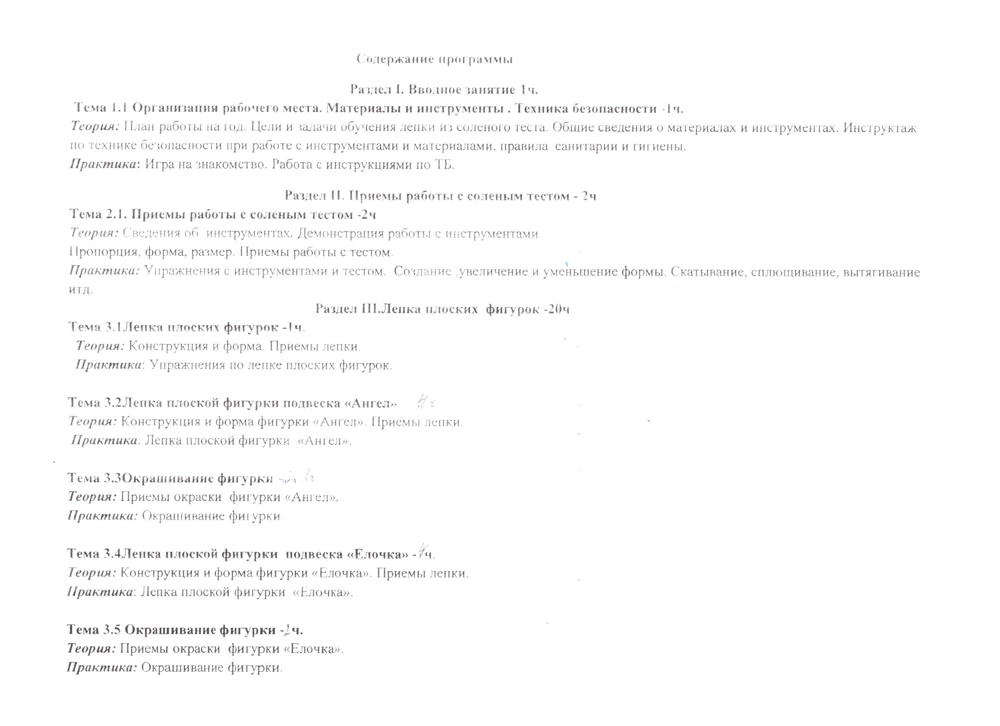 Содержание программы
Раздел I. Вводное занятие 1ч.
Тема 1.1 Организация рабочего места. Материалы и инструменты . Техника безопасности -1ч.
Теория: План работы на год. Цели и задачи обучения лепки из соленого теста. Общие сведения о материалах и инструментах. Инструктаж
по технике безопасности при работе с инструментами и материалами, правила санитарии и гигиены.
Практика: Игра на знакомство. Работа с инструкциями по ТБ.
Раздел II. Приемы работы с соленым тестом - 2ч
Тема 2.1. Приемы работы с соленым тестом -2ч
Теория: Сведения об инструментах. Демонстрация работы с инструментами.
Пропорция, форма, размер. Приемы работы с тестом.
Практика: Упражнения с инструментами и тестом. Создание ,увеличение и уменьшение формы. Скатывание, сплющивание, вытягивание
итд.
Раздел III.Лепка плоских фигурок -20ч
Тема 3.1Лепка плоских фигурок -1ч.
Теория: Конструкция и форма. Приемы лепки.
Практика: Упражнения по лепке плоских фигурок.
Тема 3.2Лепка плоской фигурки подвеска «Ангел» 4ч
Теория: Конструкция и форма фигурки «Ангел». Приемы лепки.
Практика: Лепка плоской фигурки «Ангел».
Тема 3.3Окрашивание фигурки -
Теория: Приемы окраски фигурки «Ангел».
Практика: Окрашивание фигурки
Тема 3.4Лепка плоской фигурки подвеска «Елочка» -4ч.
Теория: Конструкция и форма фигурки «Елочка». Приемы лепки.
Практика: Лепка плоской фигурки «Елочка».
Тема 3.5 Окрашивание фигурки -2ч.
Теория: Приемы окраски фигурки «Елочка».
Практика: Окрашивание фигурки.